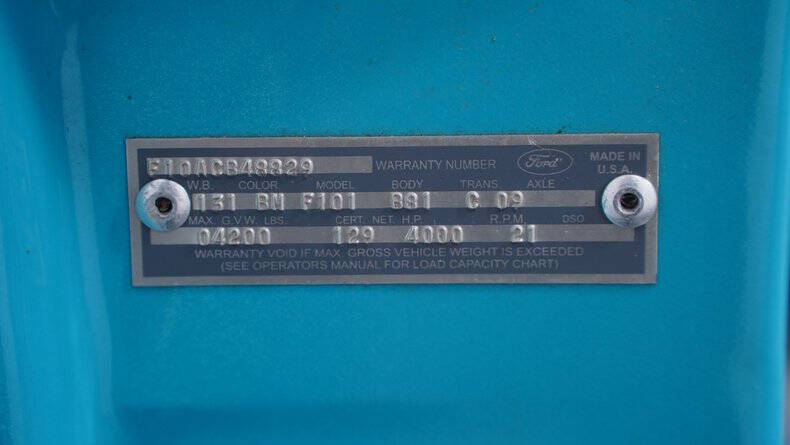 F10ACB48829 WARRANTY NUMBER Ford MADE IN U.S.A.
W.B. COLOR MODEL BODY TRANS. AXLE
131 BM F101 B81 C 09
MAX. G.V.W. LBS. CERT. NET. H.P. R.P.M. DSO
04200 129 4000 21
WARRANTY VOID IF MAX. GROSS VEHICLE WEIGHT IS EXCEEDED
(SEE OPERATORS MANUAL FOR LOAD CAPACITY CHART)